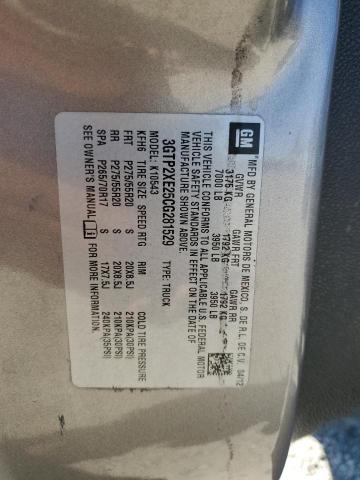 GM
MFD BY GENERAL MOTORS DE MEXICO, S. DE R.L. DE C.V. 04/12
GVWR GAWR FRT GAWR RR
3175 KG 1792 KG 1792 KG
7000 LB 3950 LB 3950 LB
THIS VEHICLE CONFORMS TO ALL APPLICABLE U.S. FEDERAL MOTOR
VEHICLE SAFETY STANDARDS IN EFFECT ON THE DATE OF
MANUFACTURE SHOWN ABOVE.
3GTP2VE25CG281529 TYPE: TRUCK
MODEL: K10543
KFH6 TIRE SIZE SPEED RTG RIM COLD TIRE PRESSURE
FRT P275/55R20 S 20X8.5J 210KPA(30PSI)
RR P275/55R20 S 20X8.5J 210KPA(30PSI)
SPA P265/70R17 S 17X7.5J 240KPA(35PSI)
SEE OWNER'S MANUAL